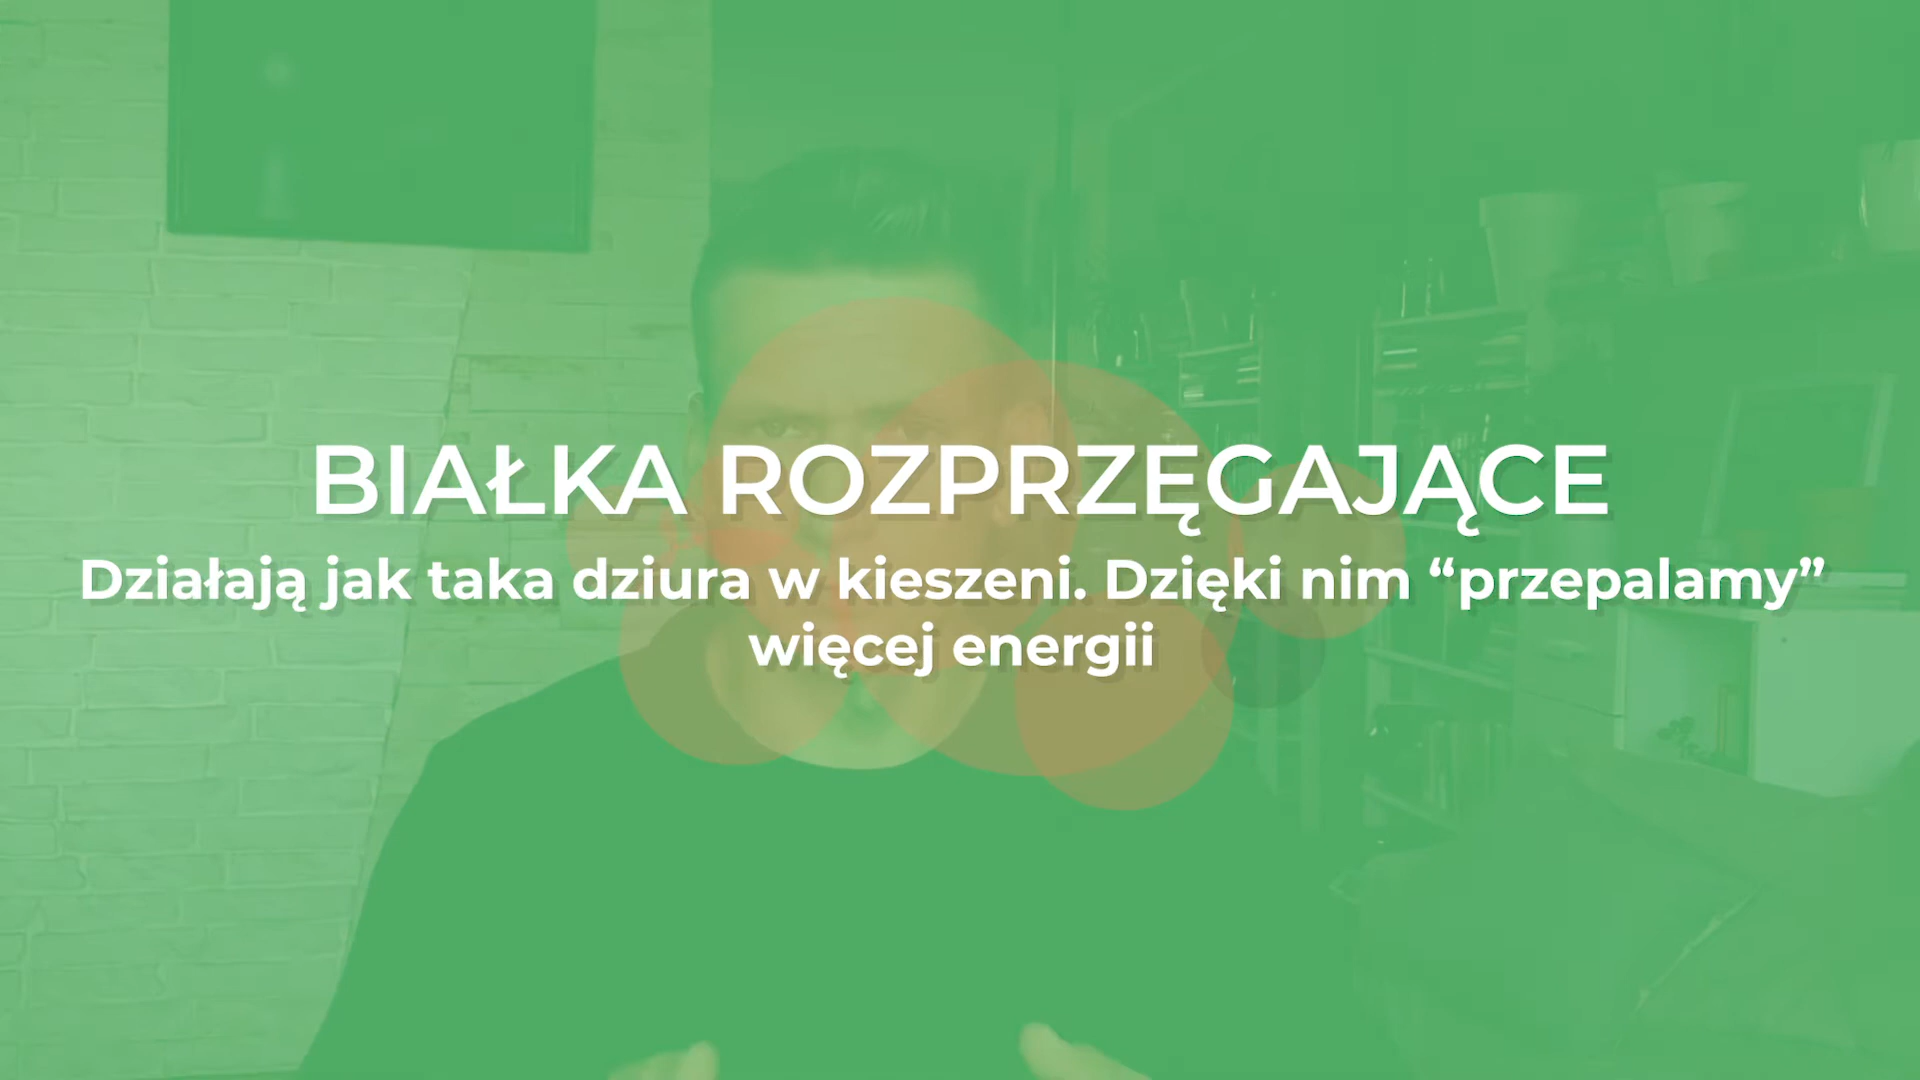 BIAŁKA ROZPRZĘGAJĄCE
Działają jak taka dziura w kieszeni. Dzięki nim “przepalamy”
więcej energii